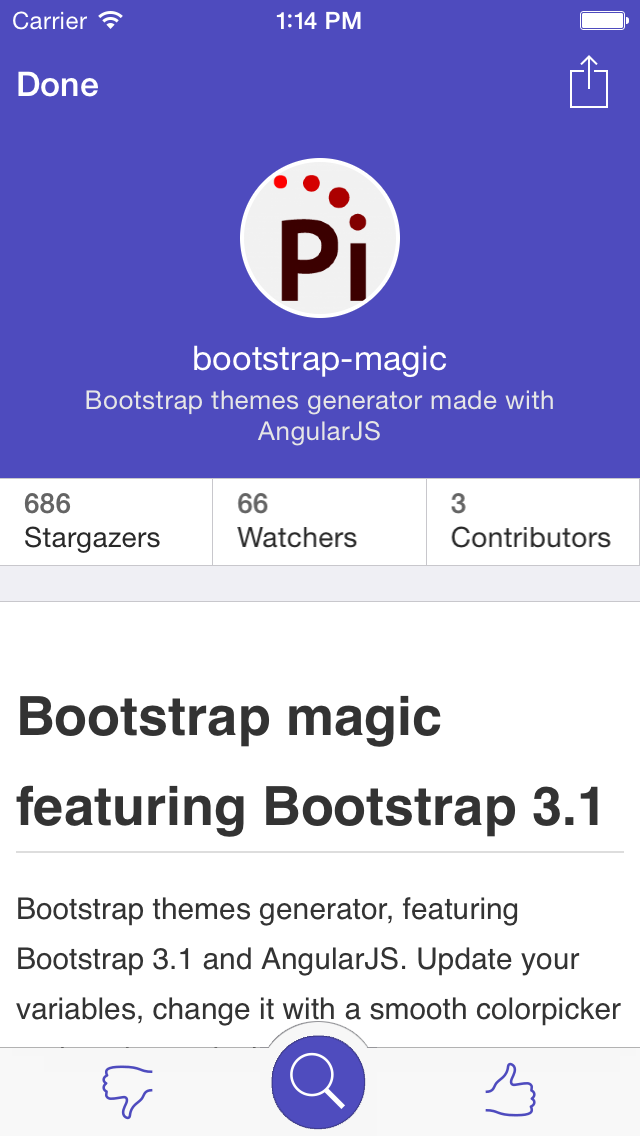 Carrier 1:14 PM
Done
Pi
bootstrap-magic
Bootstrap themes generator made with
AngularJS
686 66 3
Stargazers Watchers Contributors
Bootstrap magic
featuring Bootstrap 3.1
Bootstrap themes generator, featuring
Bootstrap 3.1 and AngularJS. Update your
variables, change it with a smooth colorpicker